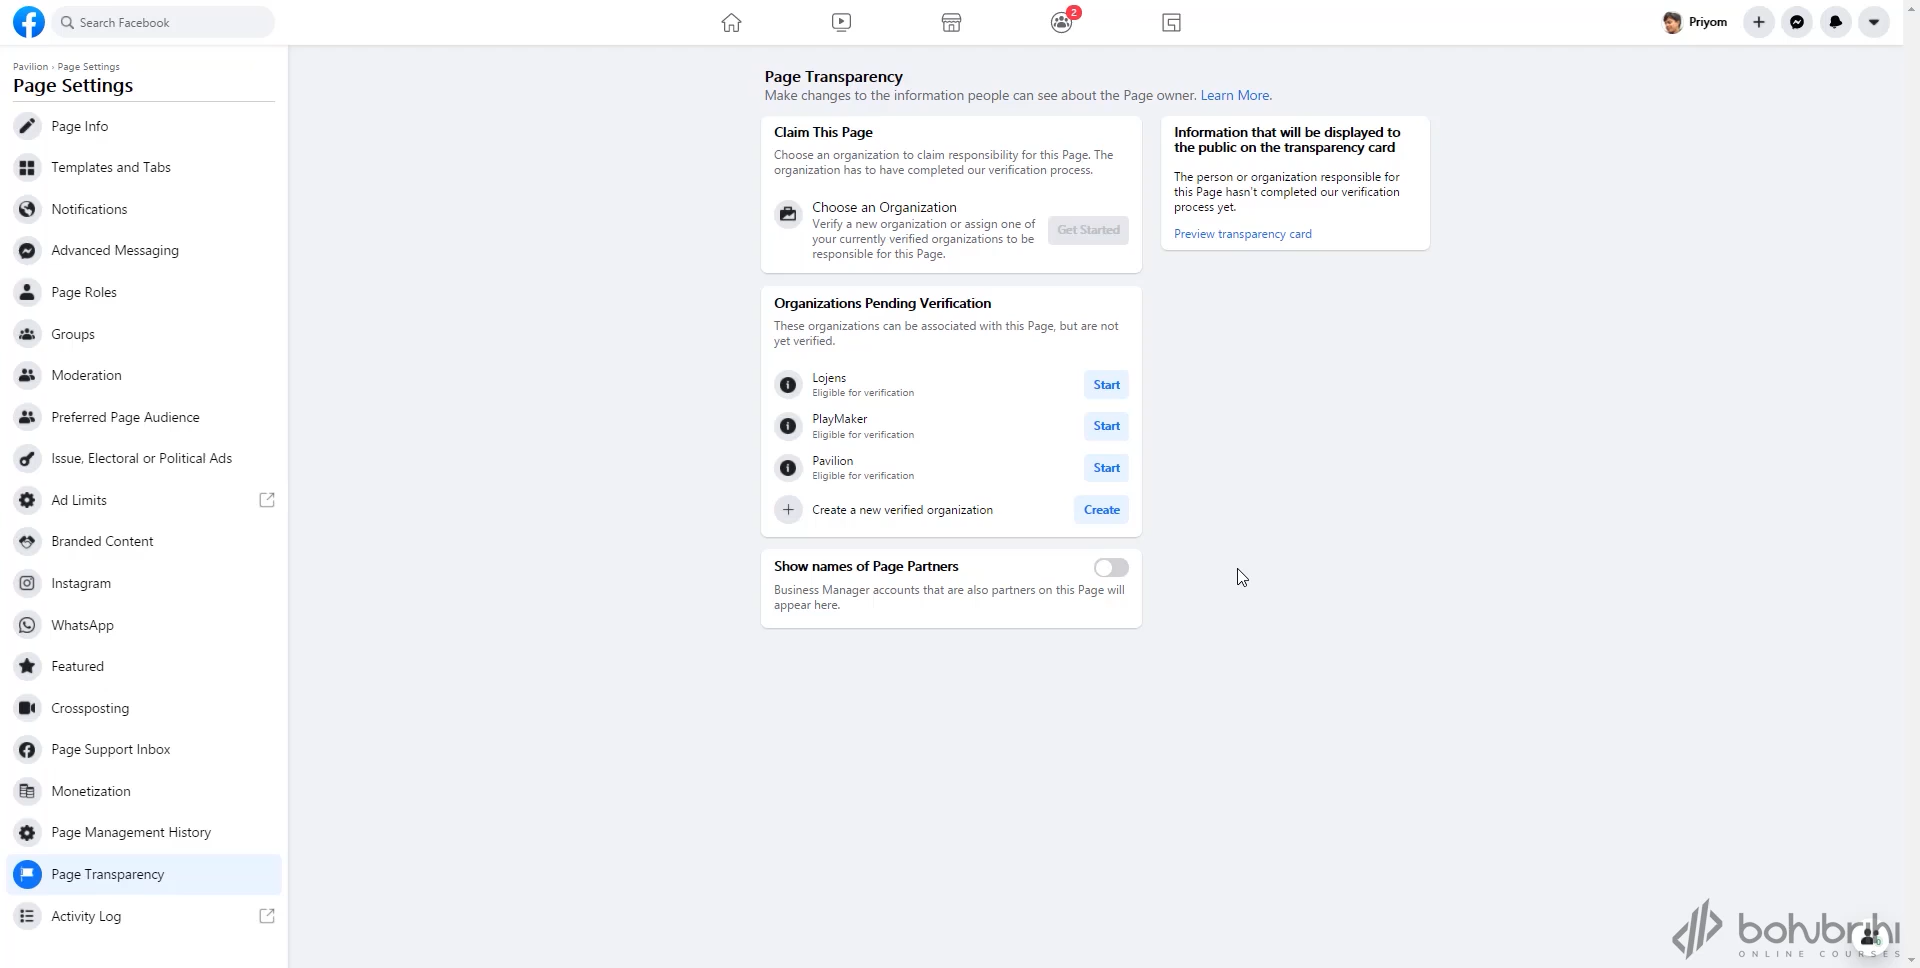 Search Facebook
2
Priyom
Pavilion › Page Settings
Page Settings
Page Info
Templates and Tabs
Notifications
Advanced Messaging
Page Roles
Groups
Moderation
Preferred Page Audience
Issue, Electoral or Political Ads
Ad Limits
Branded Content
Instagram
WhatsApp
Featured
Crossposting
Page Support Inbox
Monetization
Page Management History
Page Transparency
Activity Log
Page Transparency
Make changes to the information people can see about the Page owner. Learn More.
Claim This Page
Choose an organization to claim responsibility for this Page. The
organization has to have completed our verification process.
Choose an Organization
Verify a new organization or assign one of
your currently verified organizations to be
responsible for this Page.
Get Started
Organizations Pending Verification
These organizations can be associated with this Page, but are not
yet verified.
Lojens
Eligible for verification
Start
PlayMaker
Eligible for verification
Start
Pavilion
Eligible for verification
Start
Create a new verified organization
Create
Show names of Page Partners
Business Manager accounts that are also partners on this Page will
appear here.
Information that will be displayed to
the public on the transparency card
The person or organization responsible for
this Page hasn't completed our verification
process yet.
Preview transparency card
bohubrihi
ONLINE COURSES